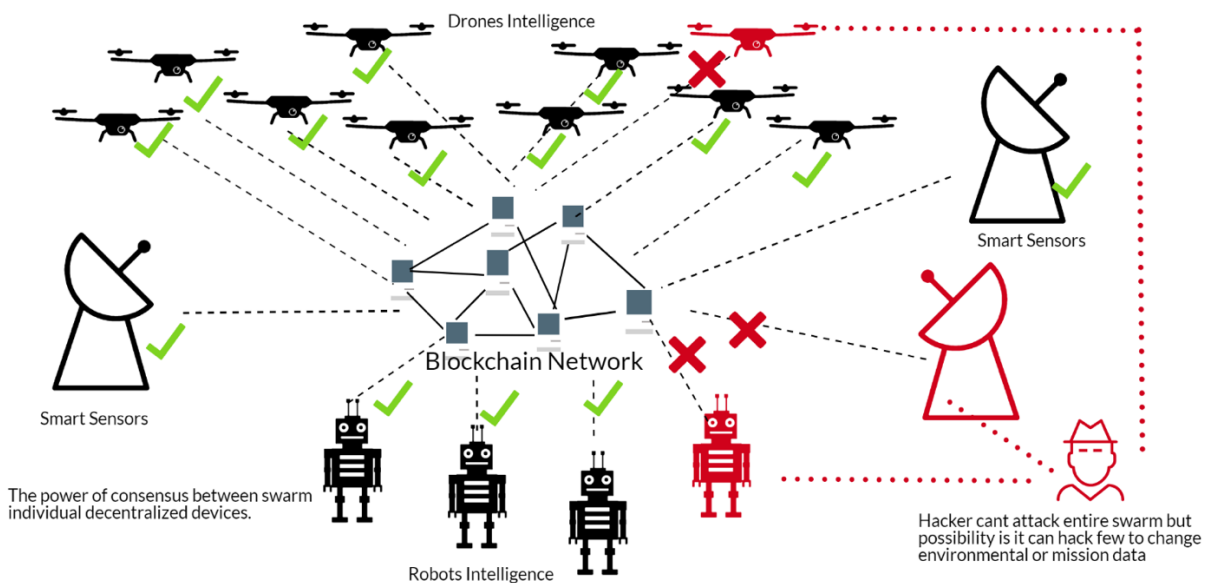 Drones Intelligence
Smart Sensors
Blockchain Network
Smart Sensors
The power of consensus between swarm
individual decentralized devices.
Robots Intelligence
Hacker cant attack entire swarm but
possibility is it can hack few to change
environmental or mission data